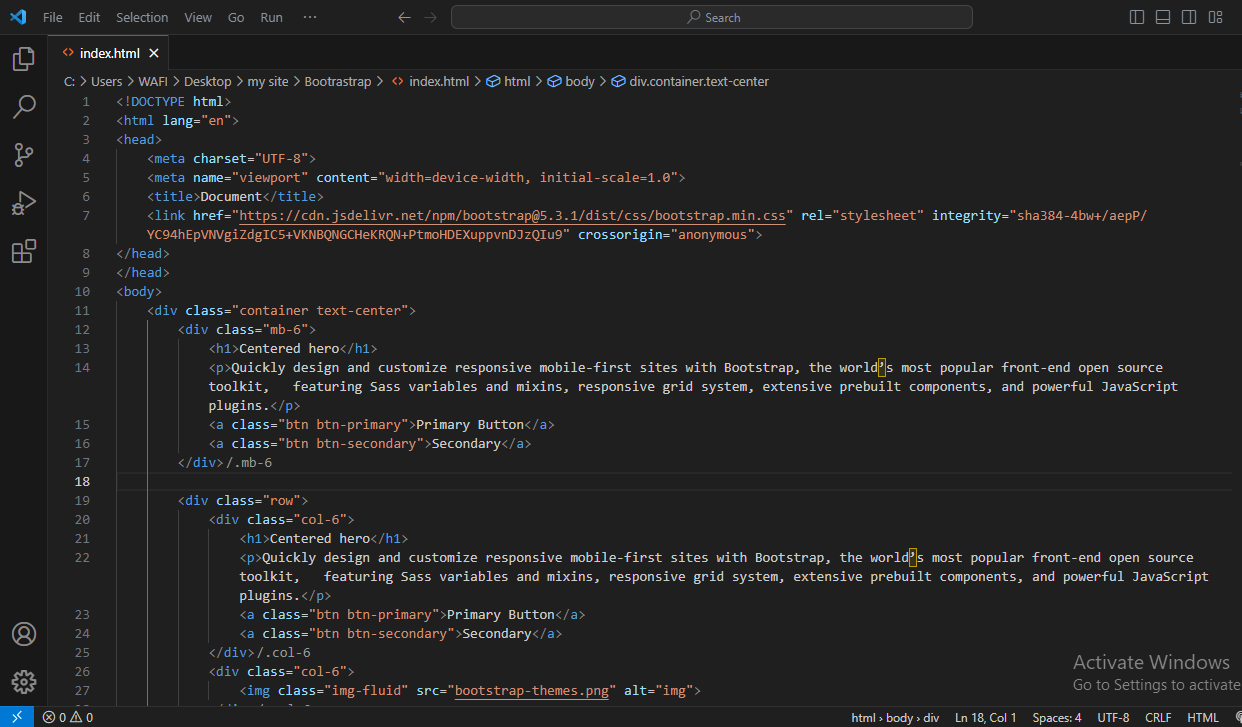 File Edit Selection View Go Run ··· Search
index.html
C: > Users > WAFI > Desktop > my site > Bootrastrap > index.html > html > body > div.container.text-center
1 <!DOCTYPE html>
2 <html lang="en">
3 <head>
4 <meta charset="UTF-8">
5 <meta name="viewport" content="width=device-width, initial-scale=1.0">
6 <title>Document</title>
7 <link href="https://cdn.jsdelivr.net/npm/bootstrap@5.3.1/dist/css/bootstrap.min.css" rel="stylesheet" integrity="sha384-4bw+/aepP/
YC94hEpVNVgiZdgIC5+VKNBQNGCHeKRQN+PtmoHDEXuppvnDJzQIu9" crossorigin="anonymous">
8 </head>
9 </head>
10 <body>
11 <div class="container text-center">
12 <div class="mb-6">
13 <h1>Centered hero</h1>
14 <p>Quickly design and customize responsive mobile-first sites with Bootstrap, the world’s most popular front-end open source
toolkit,   featuring Sass variables and mixins, responsive grid system, extensive prebuilt components, and powerful JavaScript
plugins.</p>
15 <a class="btn btn-primary">Primary Button</a>
16 <a class="btn btn-secondary">Secondary</a>
17 </div>/.mb-6
18
19 <div class="row">
20 <div class="col-6">
21 <h1>Centered hero</h1>
22 <p>Quickly design and customize responsive mobile-first sites with Bootstrap, the world’s most popular front-end open source
toolkit,   featuring Sass variables and mixins, responsive grid system, extensive prebuilt components, and powerful JavaScript
plugins.</p>
23 <a class="btn btn-primary">Primary Button</a>
24 <a class="btn btn-secondary">Secondary</a>
25 </div>/.col-6
26 <div class="col-6">
27 <img class="img-fluid" src="bootstrap-themes.png" alt="img">
Activate Windows
Go to Settings to activate
0 0 html > body > div Ln 18, Col 1 Spaces: 4 UTF-8 CRLF HTML